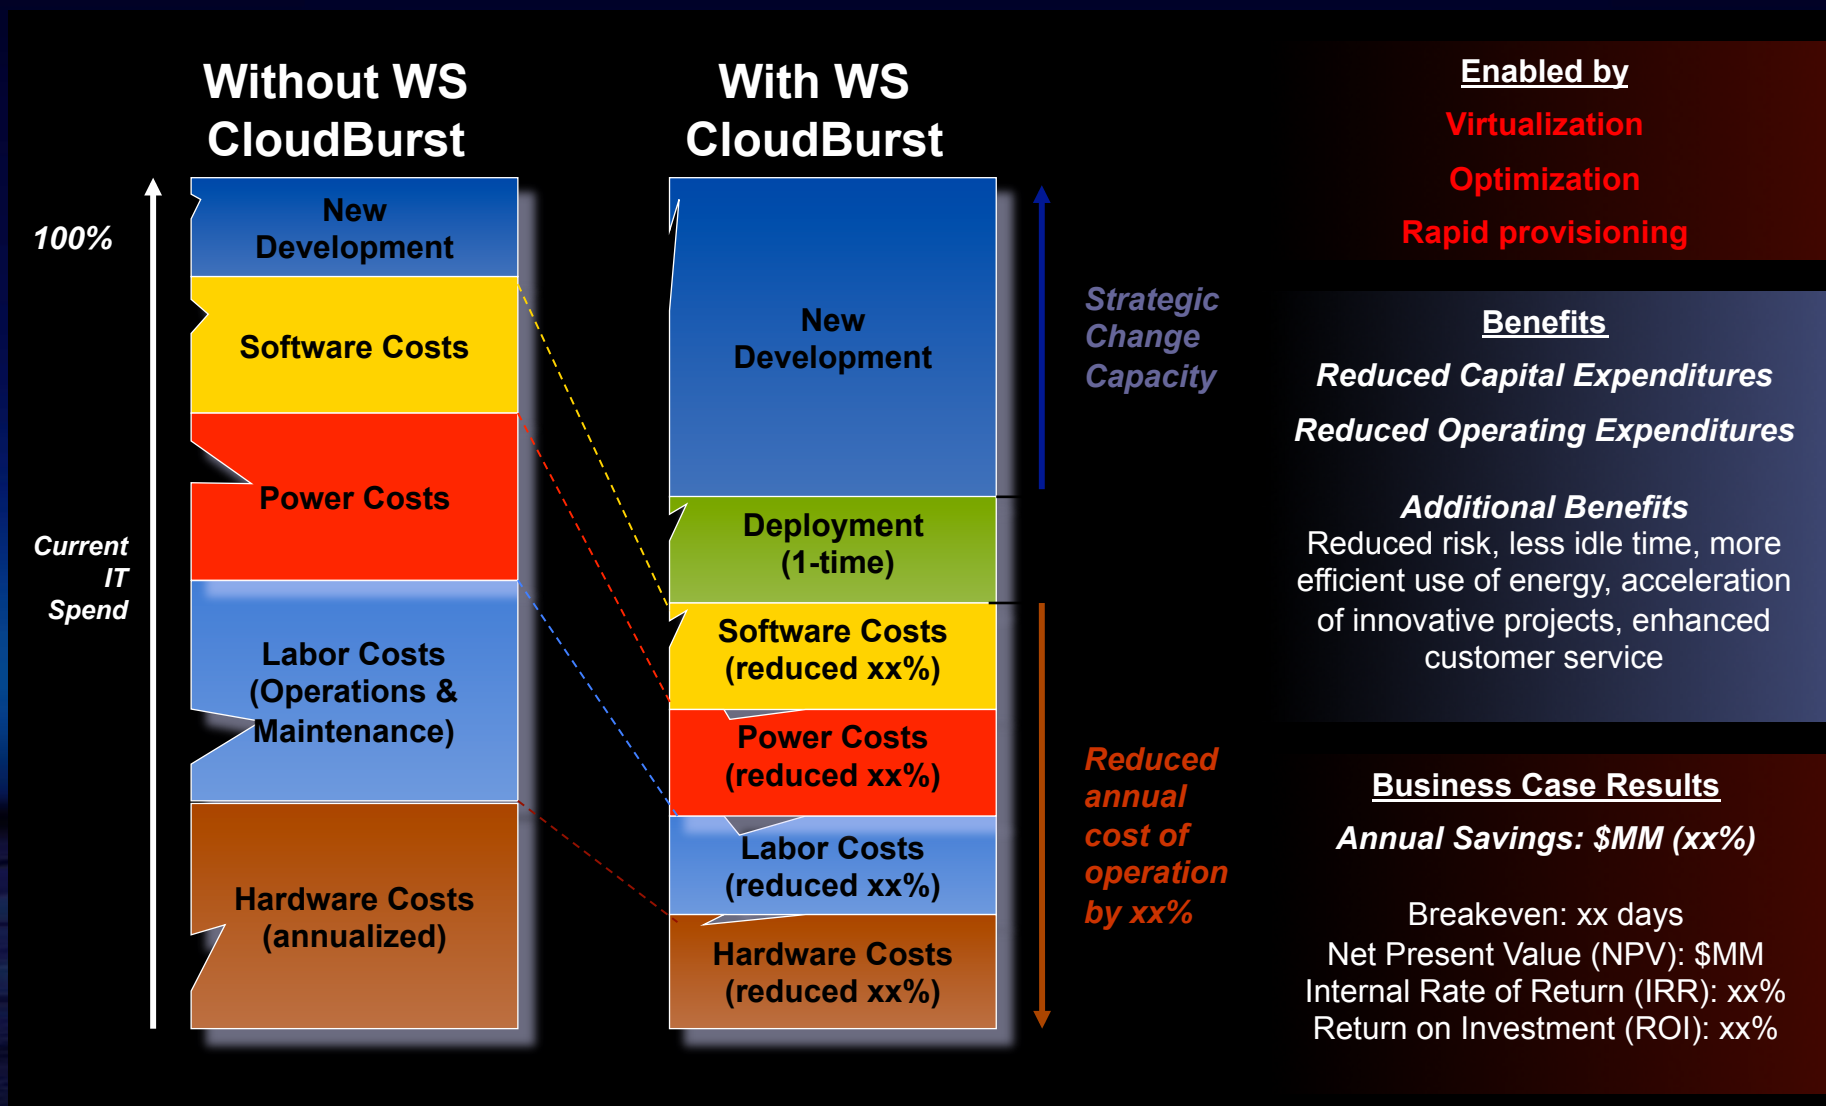 Without WS
CloudBurst
100%
Current
IT
Spend
New
Development
Software Costs
Power Costs
Labor Costs
(Operations &
Maintenance)
Hardware Costs
(annualized)
With WS
CloudBurst
New
Development
Deployment
(1-time)
Software Costs
(reduced xx%)
Power Costs
(reduced xx%)
Labor Costs
(reduced xx%)
Hardware Costs
(reduced xx%)
Strategic
Change
Capacity
Reduced
annual
cost of
operation
by xx%
Enabled by
Virtualization
Optimization
Rapid provisioning
Benefits
Reduced Capital Expenditures
Reduced Operating Expenditures
Additional Benefits
Reduced risk, less idle time, more
efficient use of energy, acceleration
of innovative projects, enhanced
customer service
Business Case Results
Annual Savings: $MM (xx%)
Breakeven: xx days
Net Present Value (NPV): $MM
Internal Rate of Return (IRR): xx%
Return on Investment (ROI): xx%